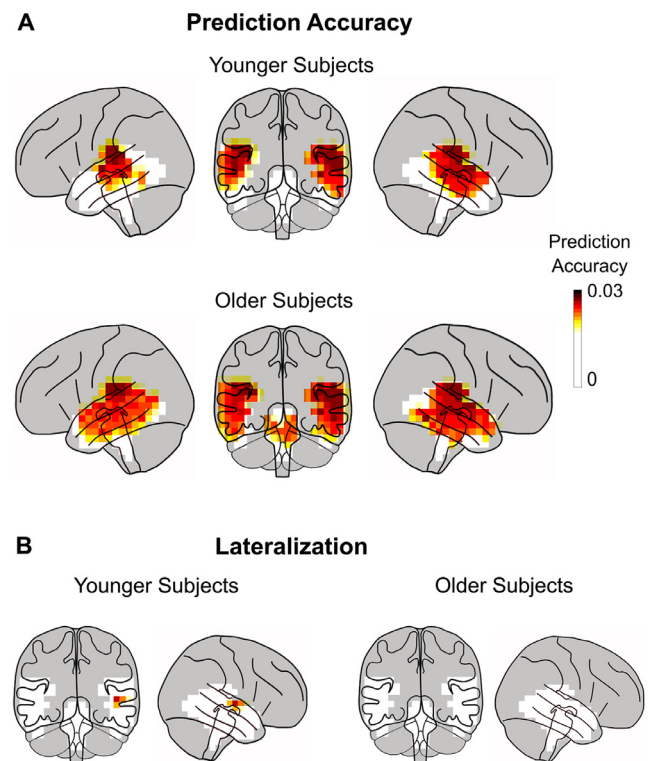 A
Prediction Accuracy
Younger Subjects
Prediction
Accuracy
0.03
0
Older Subjects
B
Lateralization
Younger Subjects
Older Subjects